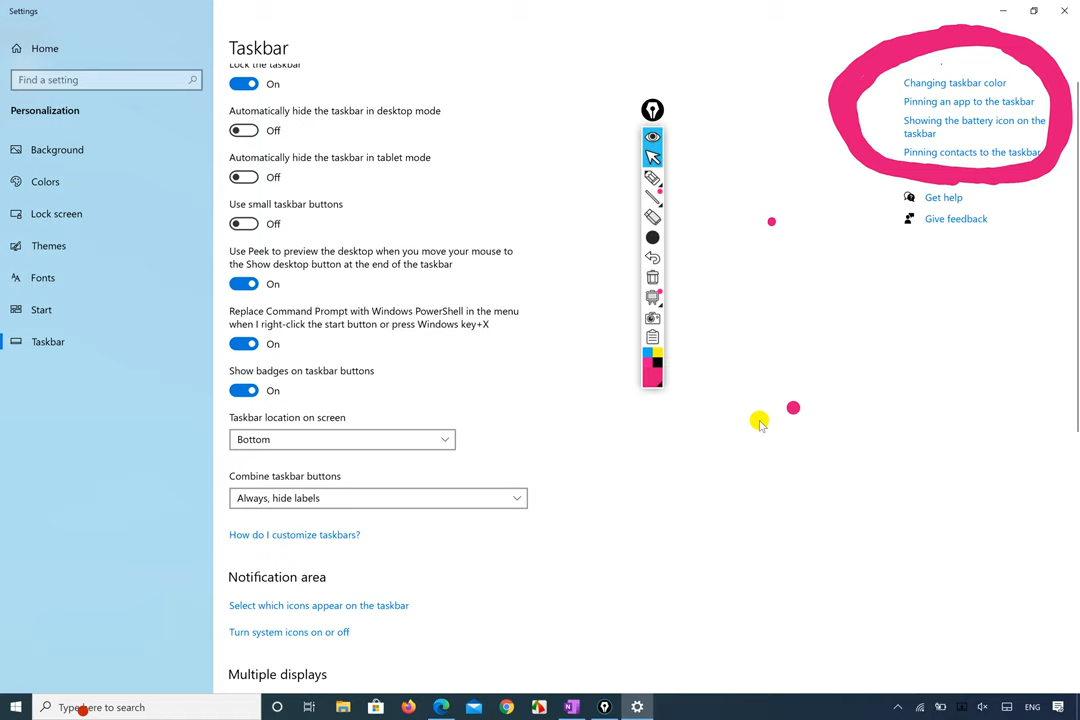 Settings
Home
Find a setting
Personalization
Background
Colors
Lock screen
Themes
Fonts
Start
Taskbar
Taskbar
Lock the taskbar
On
Automatically hide the taskbar in desktop mode
Off
Automatically hide the taskbar in tablet mode
Off
Use small taskbar buttons
Off
Use Peek to preview the desktop when you move your mouse to
the Show desktop button at the end of the taskbar
On
Replace Command Prompt with Windows PowerShell in the menu
when I right-click the start button or press Windows key+X
On
Show badges on taskbar buttons
On
Taskbar location on screen
Bottom
Combine taskbar buttons
Always, hide labels
How do I customize taskbars?
Notification area
Select which icons appear on the taskbar
Turn system icons on or off
Multiple displays
Changing taskbar color
Pinning an app to the taskbar
Showing the battery icon on the
taskbar
Pinning contacts to the taskbar
Get help
Give feedback
Type here to search
ENG